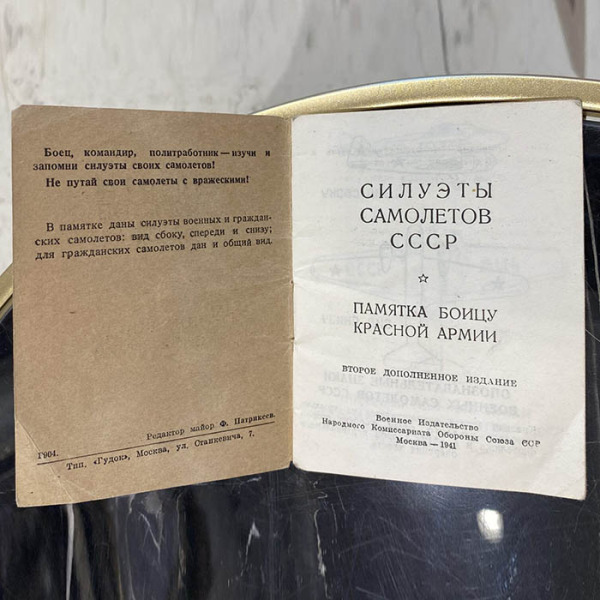 Боец, командир, политработник — изучи и
запомни силуэты своих самолетов!
Не путай свои самолеты с вражескими!
В памятке даны силуэты военных и граждан-
ских самолетов: вид сбоку, спереди и снизу;
для гражданских самолетов дан и общий вид.
Редактор майор Ф. Патрикеев.
Г904.
Тип. «Гудок», Москва, ул. Станкевича, 7.
СИЛУЭТЫ
САМОЛЕТОВ
СССР
☆
ПАМЯТКА БОЙЦУ
КРАСНОЙ АРМИИ
ВТОРОЕ ДОПОЛНЕННОЕ ИЗДАНИЕ
Военное Издательство
Народного Комиссариата Обороны Союза ССР
Москва — 1941